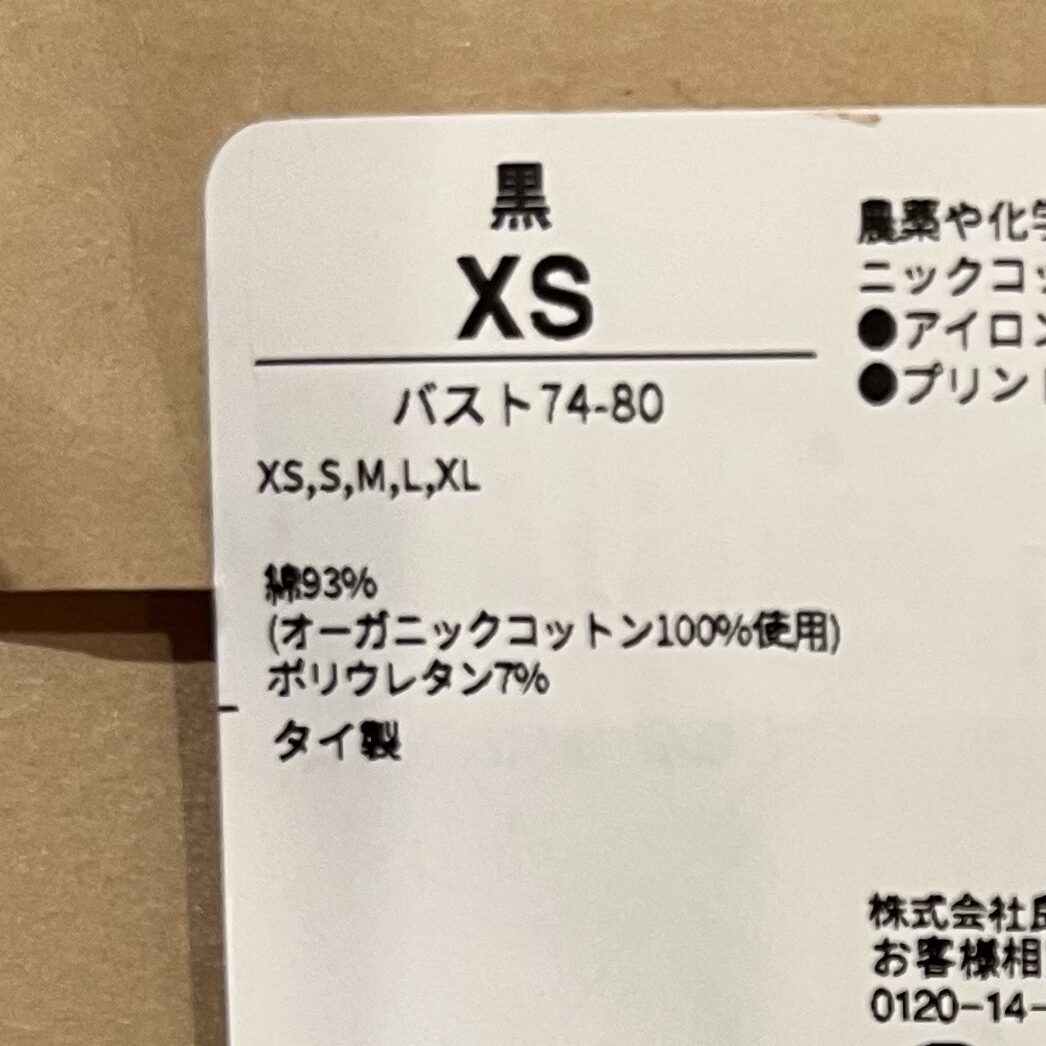 黒
XS
バスト74-80
XS,S,M,L,XL
綿93%
(オーガニックコットン100%使用)
ポリウレタン7%
タイ製
農薬や化学
ニックコッ
●アイロン
●プリント
株式会社良
お客様相
0120-14-